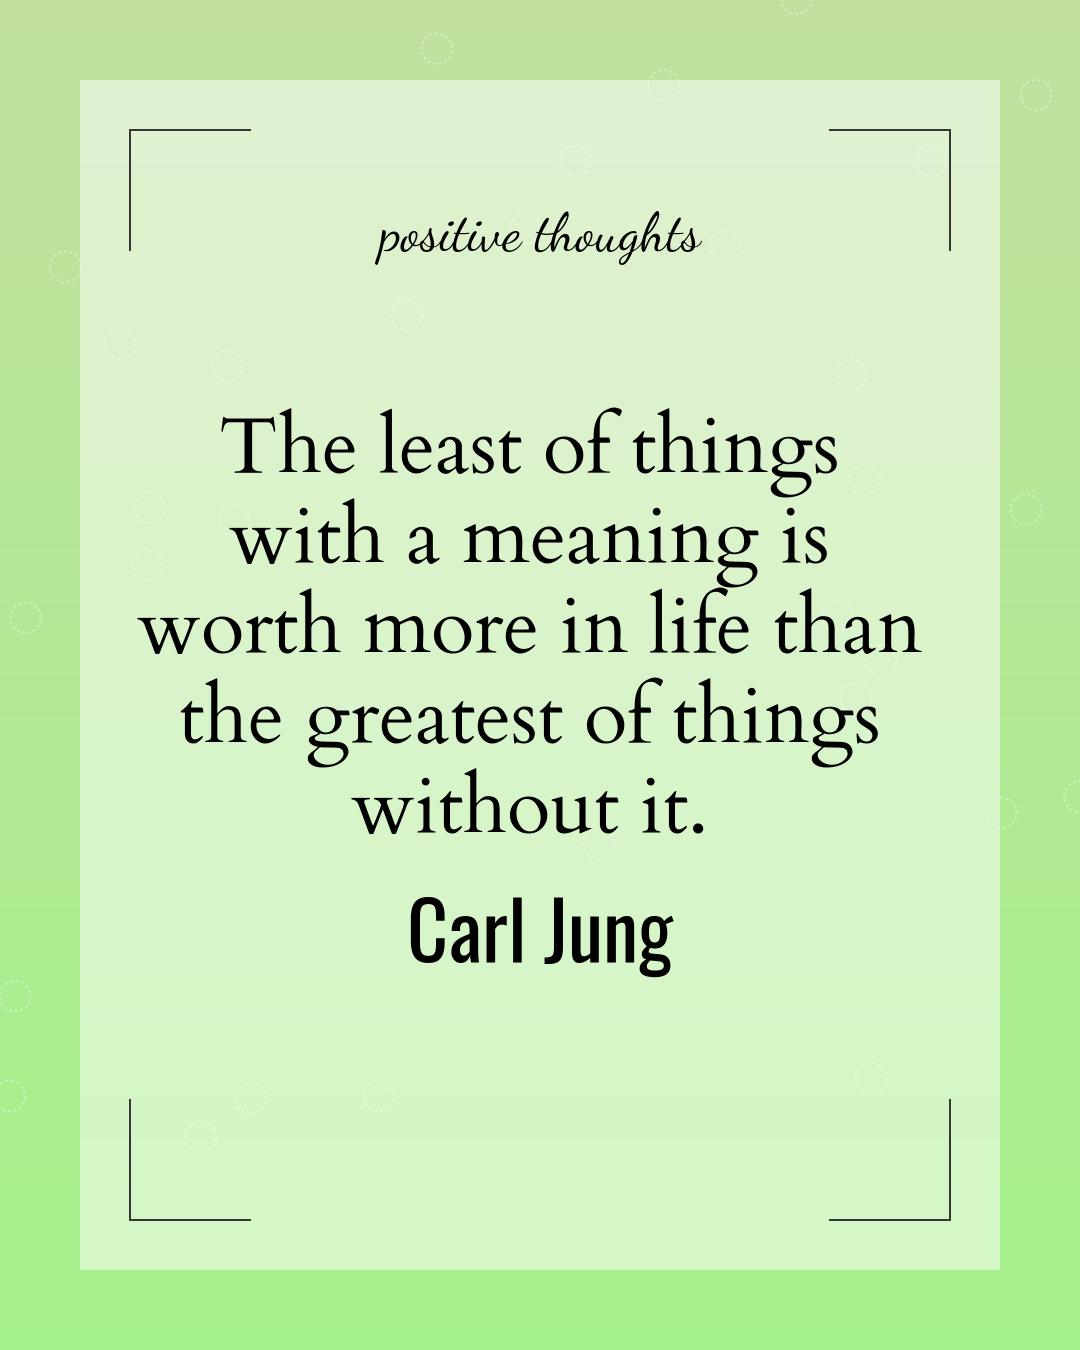 positive thoughts
The least of things
with a meaning is
worth more in life than
the greatest of things
without it.
Carl Jung